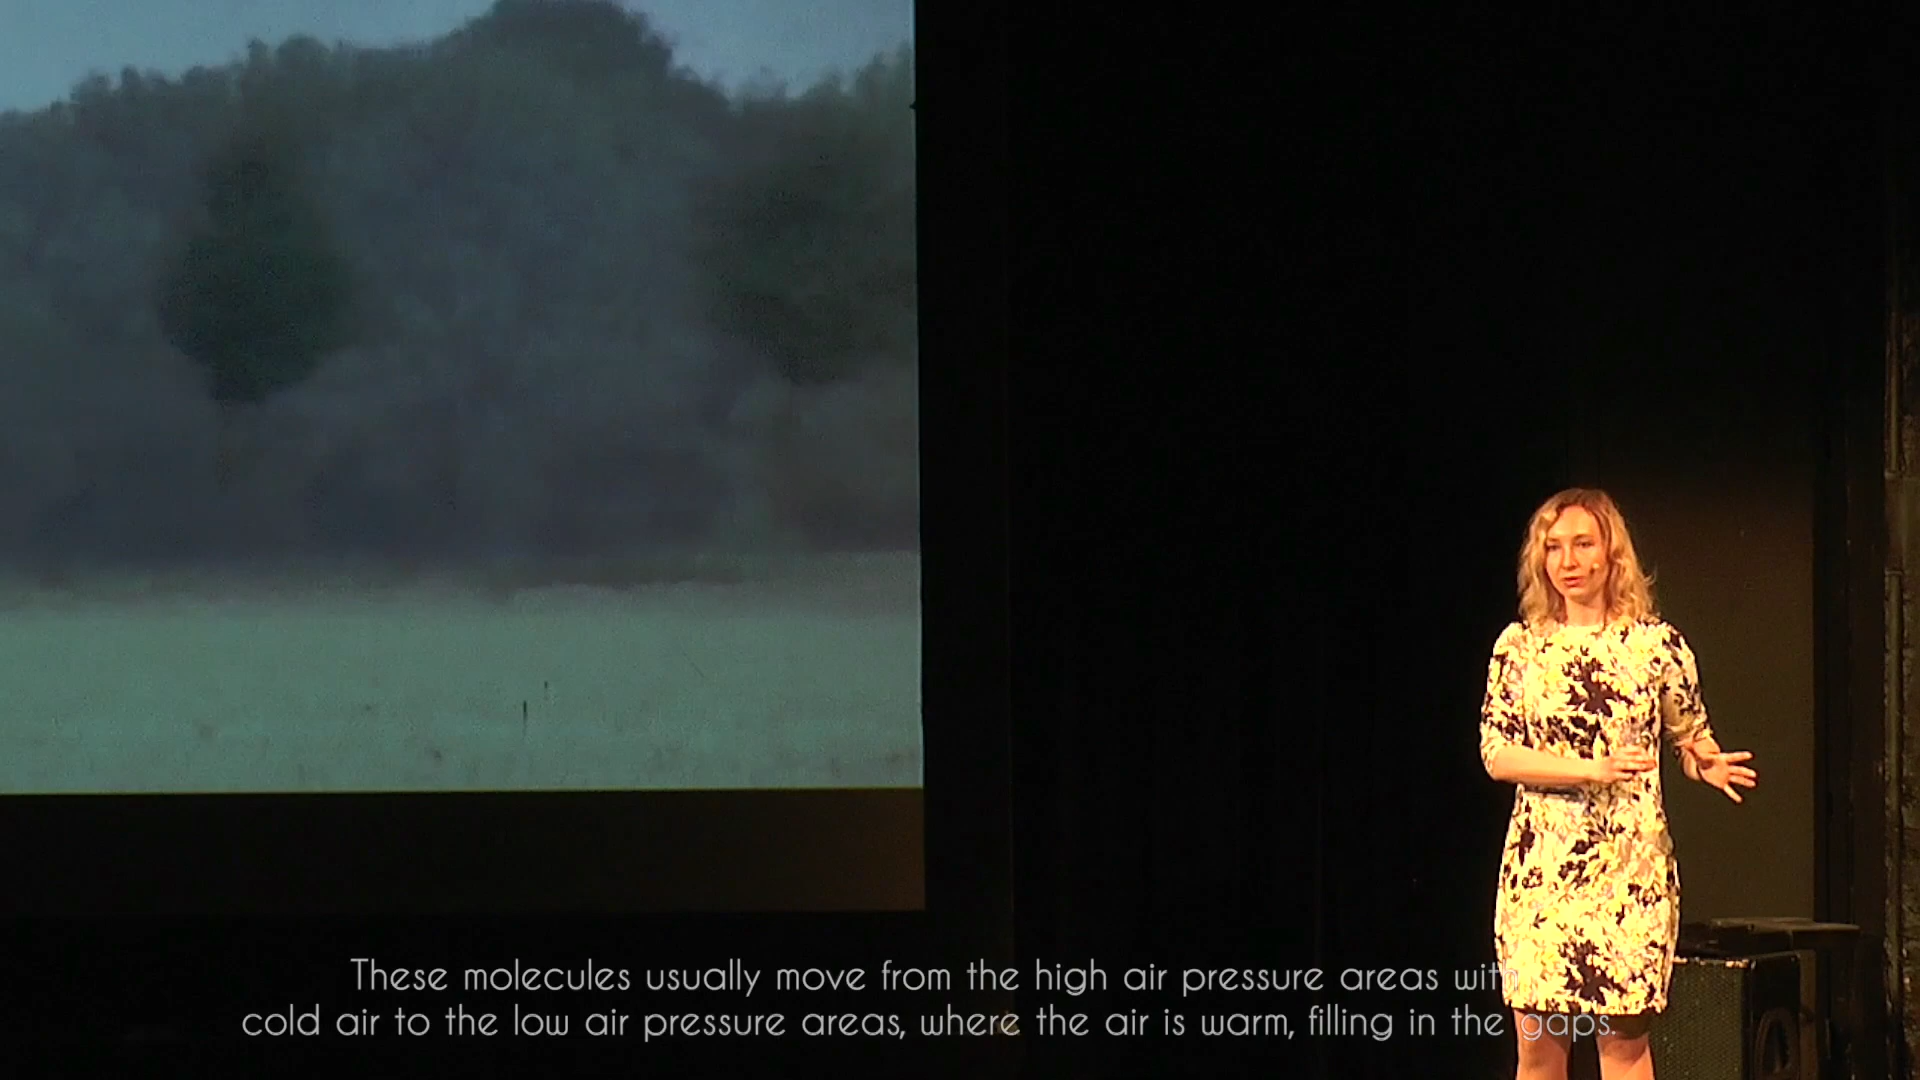 These molecules usually move from the high air pressure areas with
cold air to the low air pressure areas, where the air is warm, filling in the gaps.